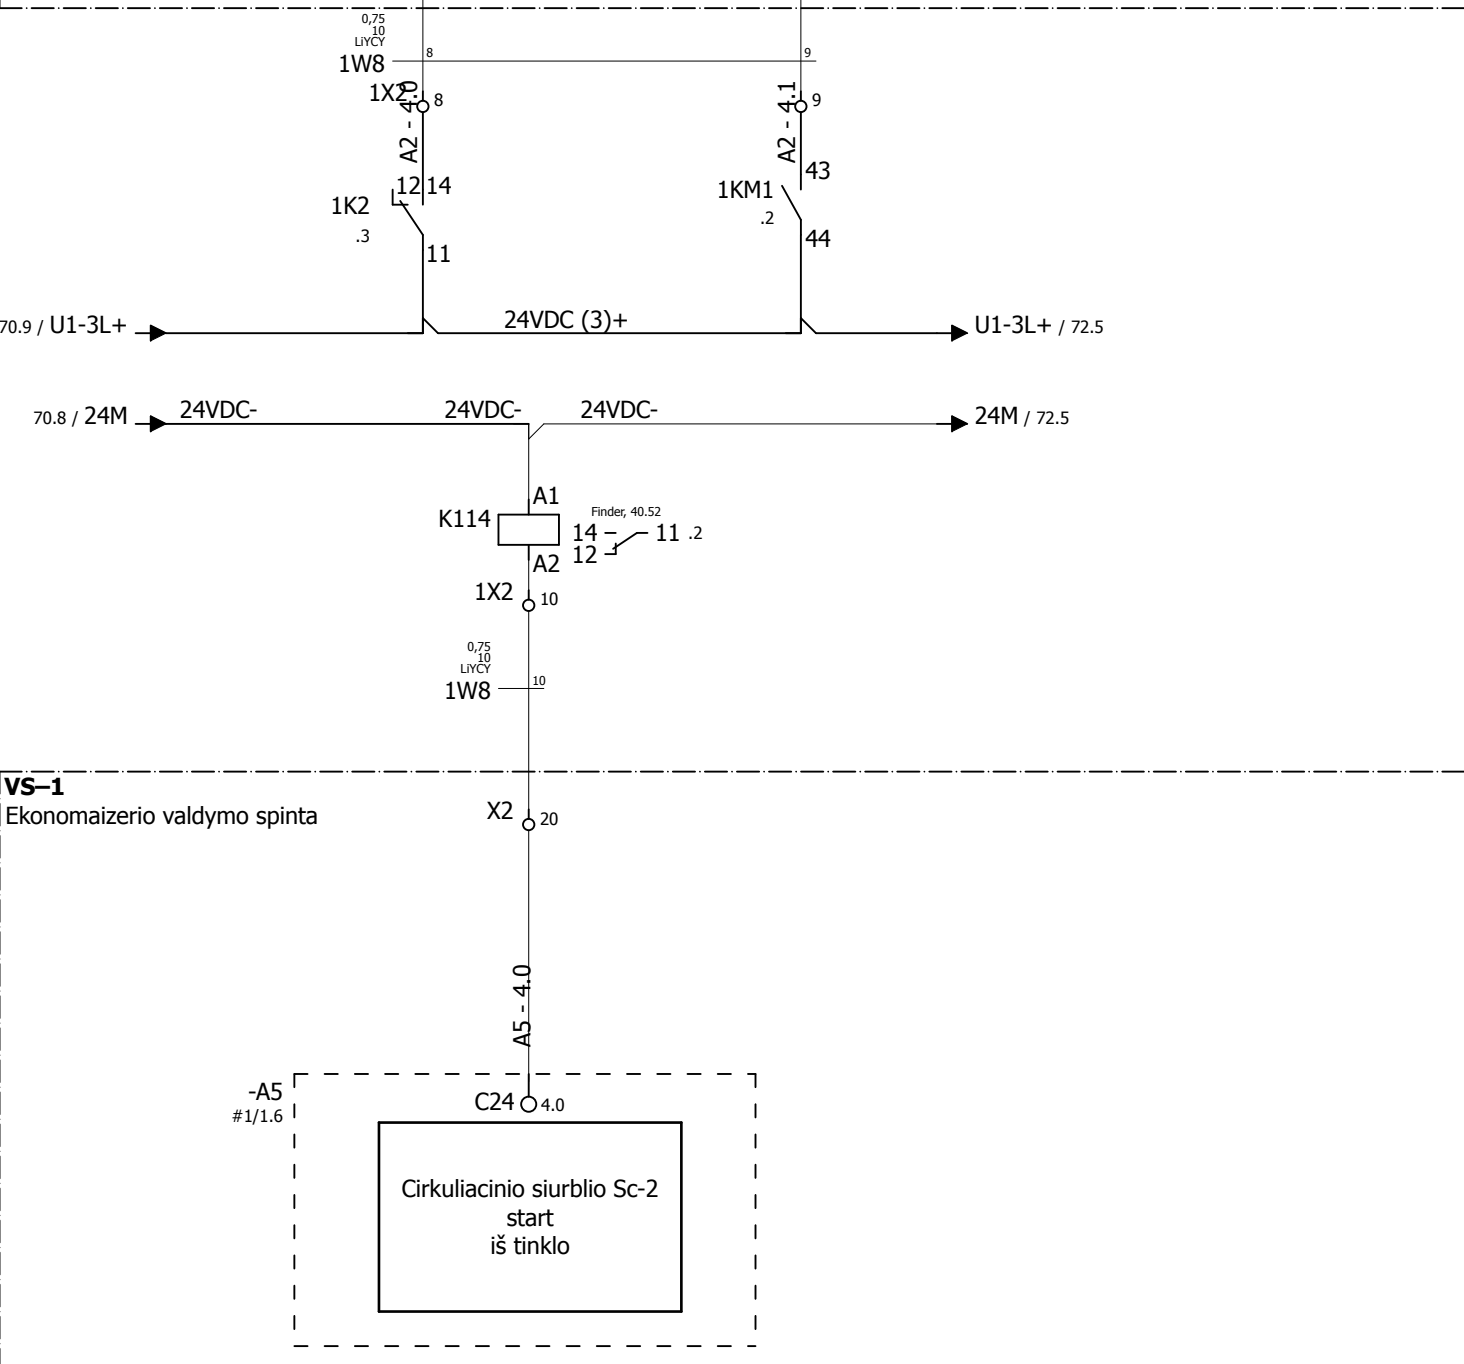 0,75
10
LiYCY
1W8
8
9
1X2
8
9
A2 - 4.0
A2 - 4.1
12 14
1K2
.3
11
43
1KM1
.2
44
70.9 / U1-3L+
24VDC (3)+
U1-3L+ / 72.5
70.8 / 24M
24VDC-
24VDC-
24VDC-
24M / 72.5
A1
K114
A2
Finder, 40.52
14
11 .2
12
1X2
10
0,75
10
LiYCY
1W8
10
VS–1
Ekonomaizerio valdymo spinta
X2
20
A5 - 4.0
-A5
#1/1.6
C24
4.0
Cirkuliacinio siurblio Sc-2
start
iš tinklo